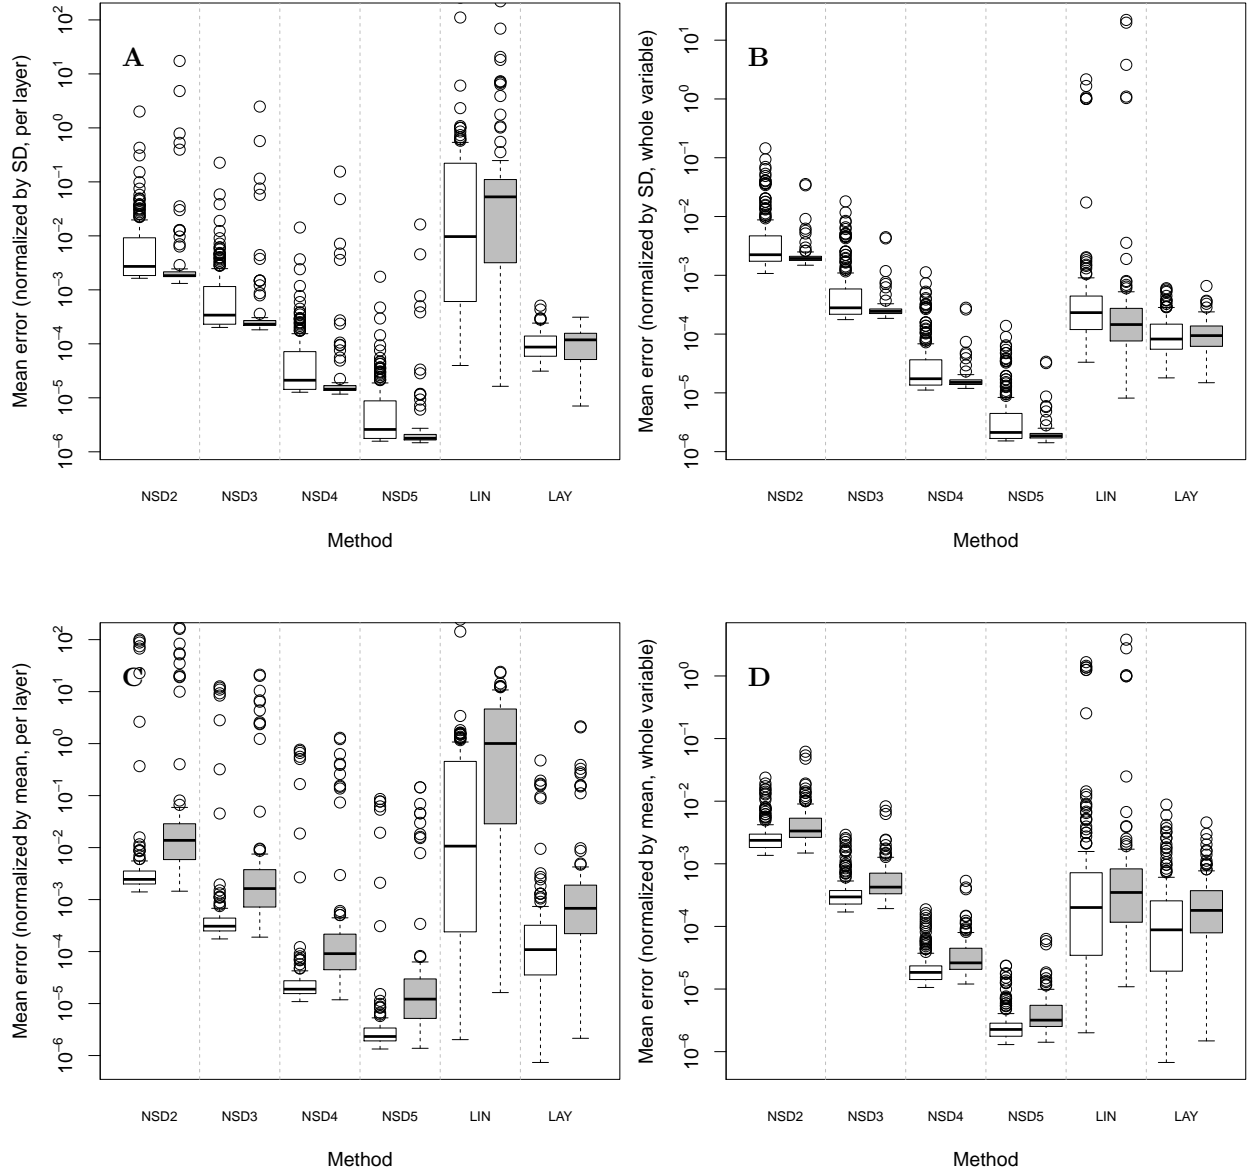 A
Mean error (normalized by SD, per layer)
10^2
10^1
10^0
10^−1
10^−2
10^−3
10^−4
10^−5
10^−6
NSD2 NSD3 NSD4 NSD5 LIN LAY
Method
B
Mean error (normalized by SD, whole variable)
10^1
10^0
10^−1
10^−2
10^−3
10^−4
10^−5
10^−6
NSD2 NSD3 NSD4 NSD5 LIN LAY
Method
C
Mean error (normalized by mean, per layer)
10^2
10^1
10^0
10^−1
10^−2
10^−3
10^−4
10^−5
10^−6
NSD2 NSD3 NSD4 NSD5 LIN LAY
Method
D
Mean error (normalized by mean, whole variable)
10^0
10^−1
10^−2
10^−3
10^−4
10^−5
10^−6
NSD2 NSD3 NSD4 NSD5 LIN LAY
Method